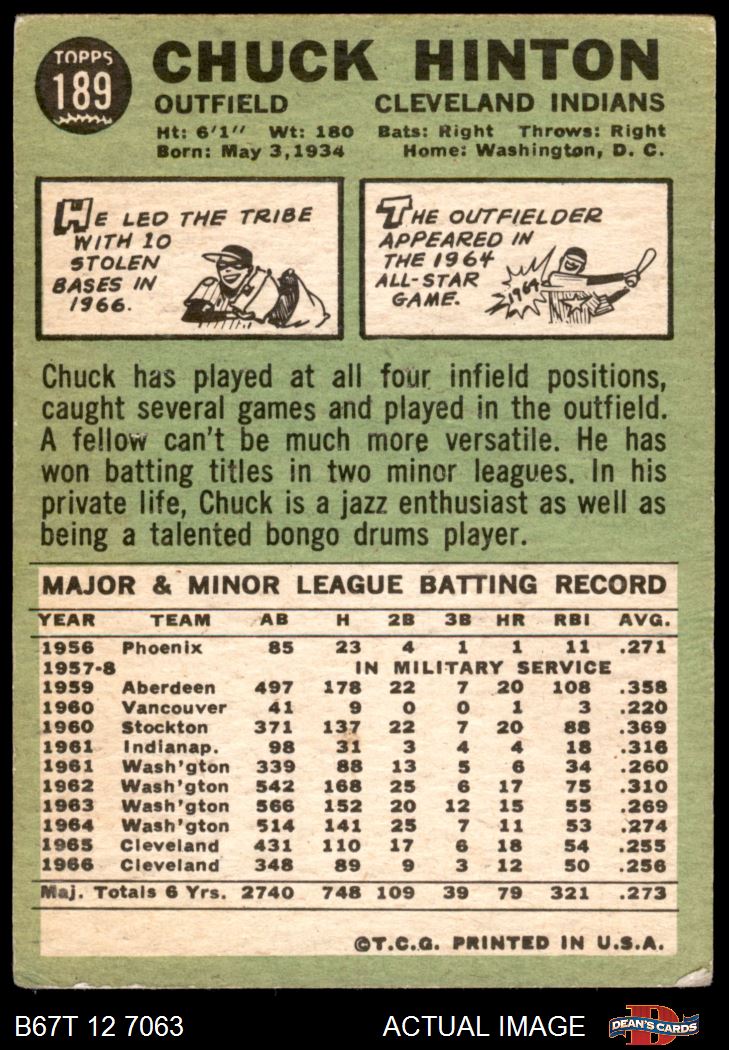 TOPPS
189
CHUCK HINTON
OUTFIELD CLEVELAND INDIANS
Ht: 6'1" Wt: 180 Bats: Right Throws: Right
Born: May 3, 1934 Home: Washington, D. C.
HE LED THE TRIBE
WITH 10
STOLEN
BASES IN
1966.
THE OUTFIELDER
APPEARED IN
THE 1964
ALL-STAR
GAME.
1964
Chuck has played at all four infield positions,
caught several games and played in the outfield.
A fellow can't be much more versatile. He has
won batting titles in two minor leagues. In his
private life, Chuck is a jazz enthusiast as well as
being a talented bongo drums player.
MAJOR & MINOR LEAGUE BATTING RECORD
YEAR TEAM AB H 2B 3B HR RBI AVG.
1956 Phoenix 85 23 4 1 1 11 .271
1957-8 IN MILITARY SERVICE
1959 Aberdeen 497 178 22 7 20 108 .358
1960 Vancouver 41 9 0 0 1 3 .220
1960 Stockton 371 137 22 7 20 88 .369
1961 Indianap. 98 31 3 4 4 18 .316
1961 Wash'gton 339 88 13 5 6 34 .260
1962 Wash'gton 542 168 25 6 17 75 .310
1963 Wash'gton 566 152 20 12 15 55 .269
1964 Wash'gton 514 141 25 7 11 53 .274
1965 Cleveland 431 110 17 6 18 54 .255
1966 Cleveland 348 89 9 3 12 50 .256
Maj. Totals 6 Yrs. 2740 748 109 39 79 321 .273
©T.C.G. PRINTED IN U.S.A.
B67T 12 7063 ACTUAL IMAGE
D
DEAN'S CARDS